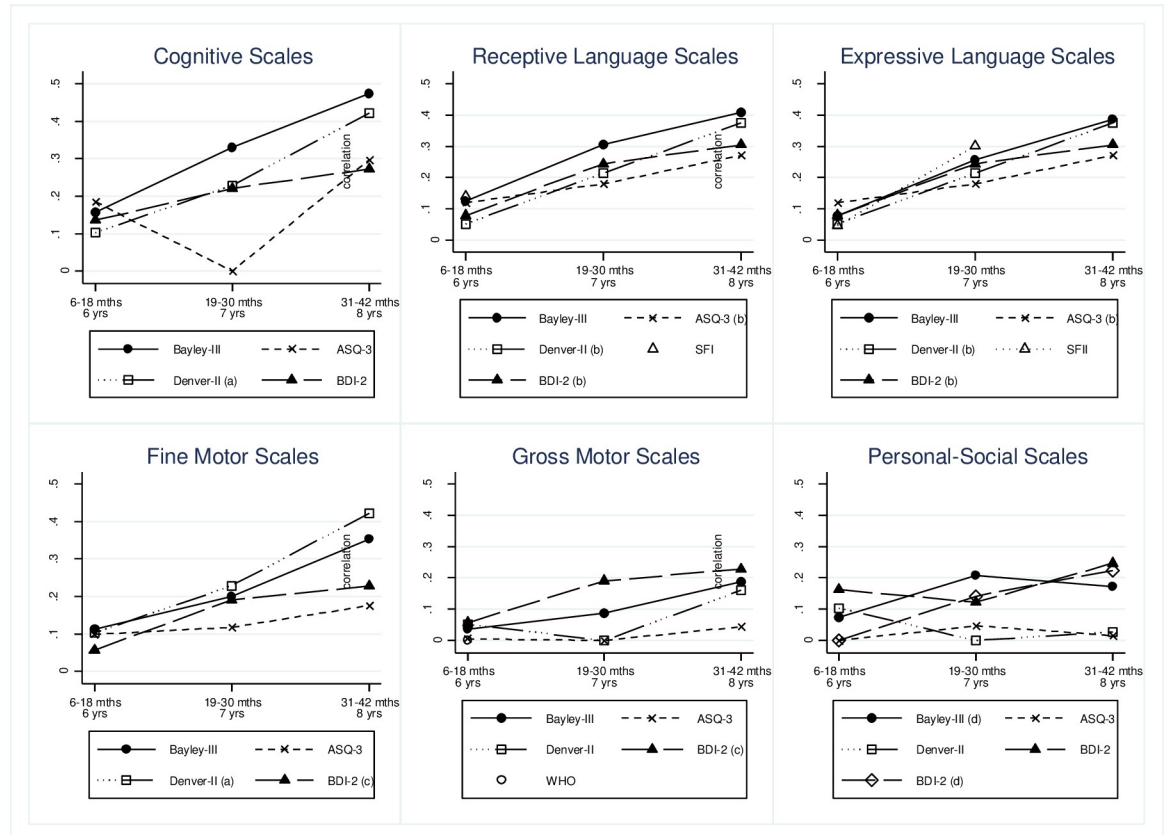 Cognitive Scales
.5
.4
.3
.2
.1
0
6-18 mths 19-30 mths 31-42 mths
6 yrs 7 yrs 8 yrs
Bayley-III ASQ-3
Denver-II (a) BDI-2
Receptive Language Scales
correlation
.5
.4
.3
.2
.1
0
6-18 mths 19-30 mths 31-42 mths
6 yrs 7 yrs 8 yrs
Bayley-III ASQ-3 (b)
Denver-II (b) SFI
BDI-2 (b)
Expressive Language Scales
correlation
.5
.4
.3
.2
.1
0
6-18 mths 19-30 mths 31-42 mths
6 yrs 7 yrs 8 yrs
Bayley-III ASQ-3 (b)
Denver-II (b) SFII
BDI-2 (b)
Fine Motor Scales
.5
.4
.3
.2
.1
0
6-18 mths 19-30 mths 31-42 mths
6 yrs 7 yrs 8 yrs
Bayley-III ASQ-3
Denver-II (a) BDI-2 (c)
Gross Motor Scales
correlation
.5
.4
.3
.2
.1
0
6-18 mths 19-30 mths 31-42 mths
6 yrs 7 yrs 8 yrs
Bayley-III ASQ-3
Denver-II BDI-2 (c)
WHO
Personal-Social Scales
correlation
.5
.4
.3
.2
.1
0
6-18 mths 19-30 mths 31-42 mths
6 yrs 7 yrs 8 yrs
Bayley-III (d) ASQ-3
Denver-II BDI-2
BDI-2 (d)